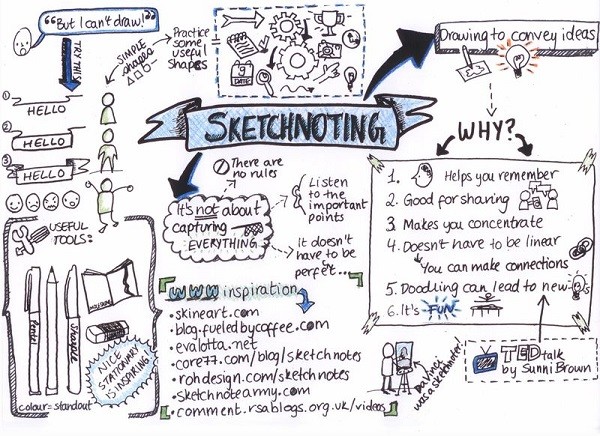 "But I can't draw!"
TRY THIS
SIMPLE
shapes
Practice
some
useful
shapes
Drawing to convey ideas
① HELLO
② HELLO
③ HELLO
SKETCHNOTING
There are
no rules
It's not about
capturing
EVERYTHING
Listen
to the
important
points
It doesn't
have to be
perfect...
WHY?
1. Helps you remember
2. Good for sharing
3 Makes you concentrate
4. Doesn't have to be linear
You can make connections
5. Doodling can lead to new
6. It's FUN
USEFUL
TOOLS:
Sharpie
NICE
STATIONARY
IS INSPIRING!
colour=standout
WWW inspiration
• skineart.com
• blog.fueledbycoffee.com
• evalotta.net
• core77.com/blog/sketchnotes
• rohdesign.com/sketchnotes
• sketchnotearmy.com
• comment.rsablogs.org.uk/videos
Da Vinci
was a sketchnoter!
TED talk
by Sunni Brown